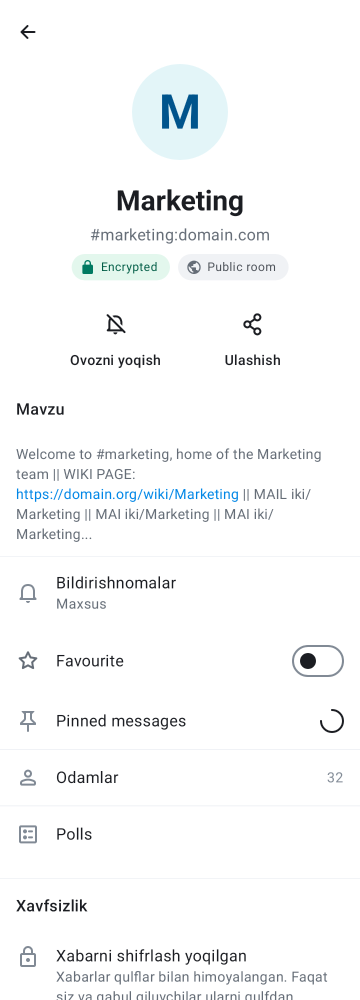 M
Marketing
#marketing:domain.com
Encrypted
Public room
Ovozni yoqish
Ulashish
Mavzu
Welcome to #marketing, home of the Marketing
team || WIKI PAGE:
https://domain.org/wiki/Marketing || MAIL iki/
Marketing || MAI iki/Marketing || MAI iki/
Marketing...
Bildirishnomalar
Maxsus
Favourite
Pinned messages
Odamlar
32
Polls
Xavfsizlik
Xabarni shifrlash yoqilgan
Xabarlar qulflar bilan himoyalangan. Faqat
siz va qabul qiluvchilar ularni qulfdan